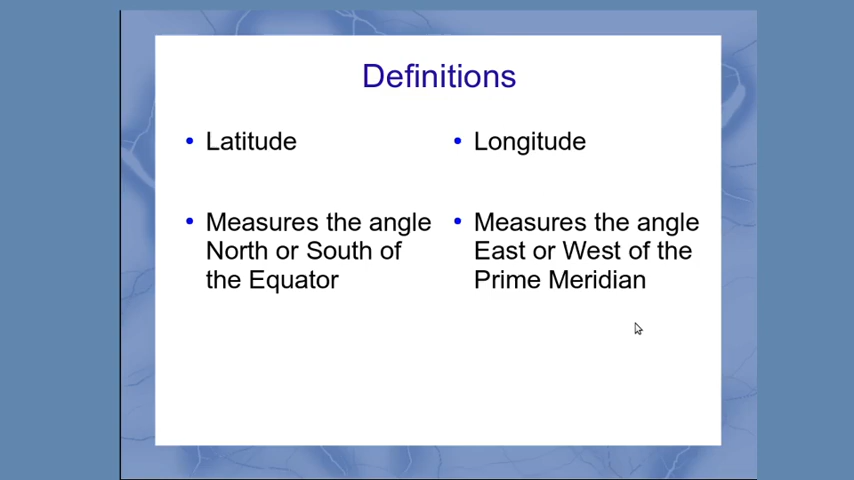 Definitions
• Latitude
• Measures the angle
North or South of
the Equator
• Longitude
• Measures the angle
East or West of the
Prime Meridian